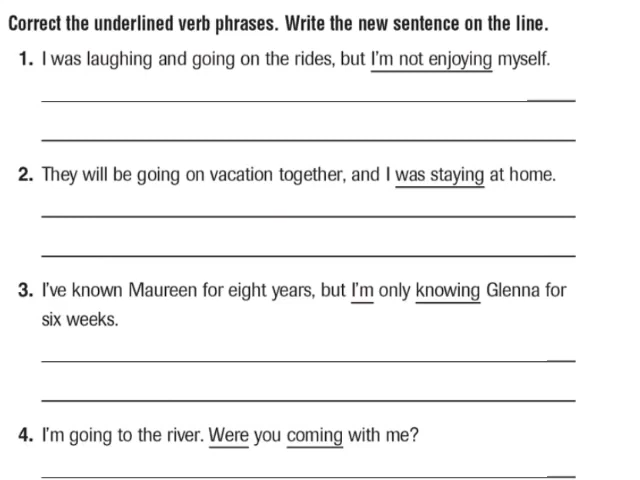 Correct the underlined verb phrases. Write the new sentence on the line.
1. I was laughing and going on the rides, but I'm not enjoying myself.
2. They will be going on vacation together, and I was staying at home.
3. I've known Maureen for eight years, but I'm only knowing Glenna for
six weeks.
4. I'm going to the river. Were you coming with me?